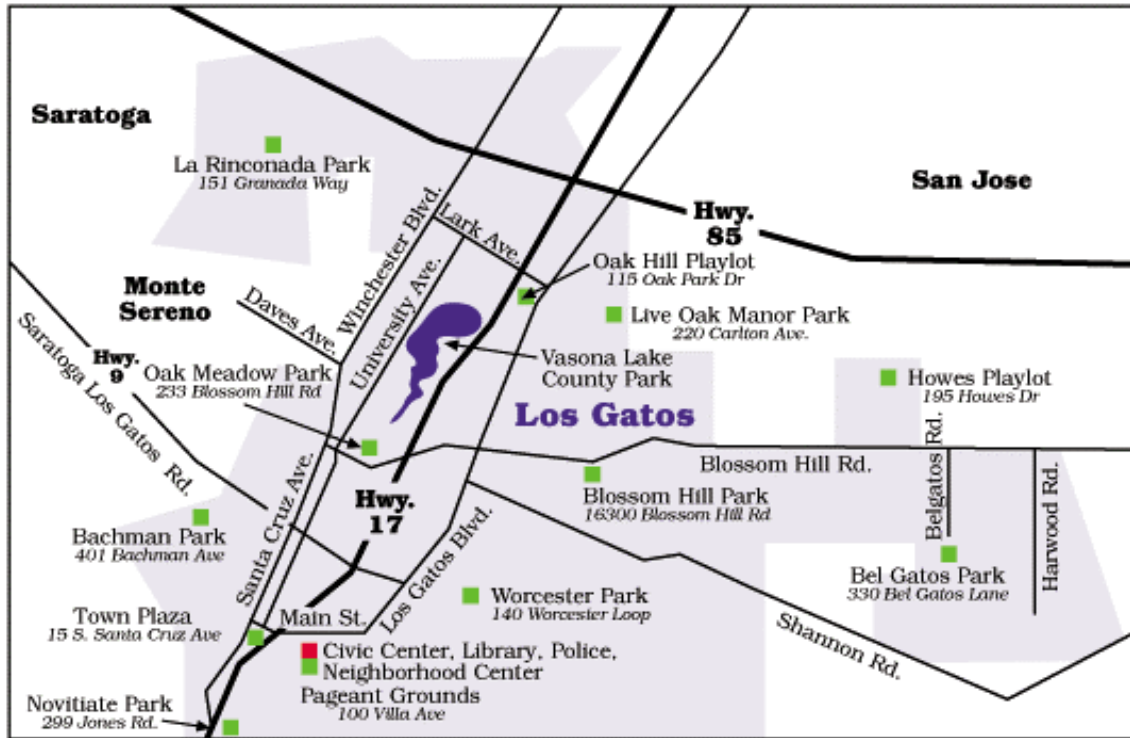 Saratoga
La Rinconada Park
151 Granada Way
San Jose
Hwy.
85
Winchester Blvd.
Lark Ave.
University Ave.
Oak Hill Playlot
115 Oak Park Dr
Monte
Sereno
Daves Ave.
Live Oak Manor Park
220 Carlton Ave.
Saratoga Los Gatos Rd.
Hwy.
9
Vasona Lake
County Park
Oak Meadow Park
233 Blossom Hill Rd
Howes Playlot
195 Howes Dr
Los Gatos
Santa Cruz Ave.
Blossom Hill Rd.
Belgatos Rd.
Harwood Rd.
Hwy.
17
Blossom Hill Park
16300 Blossom Hill Rd
Bachman Park
401 Bachman Ave
Los Gatos Blvd.
Bel Gatos Park
330 Bel Gatos Lane
Worcester Park
140 Worcester Loop
Main St.
Town Plaza
15 S. Santa Cruz Ave
Shannon Rd.
Civic Center, Library, Police,
Neighborhood Center
Pageant Grounds
100 Villa Ave
Novitiate Park
299 Jones Rd.